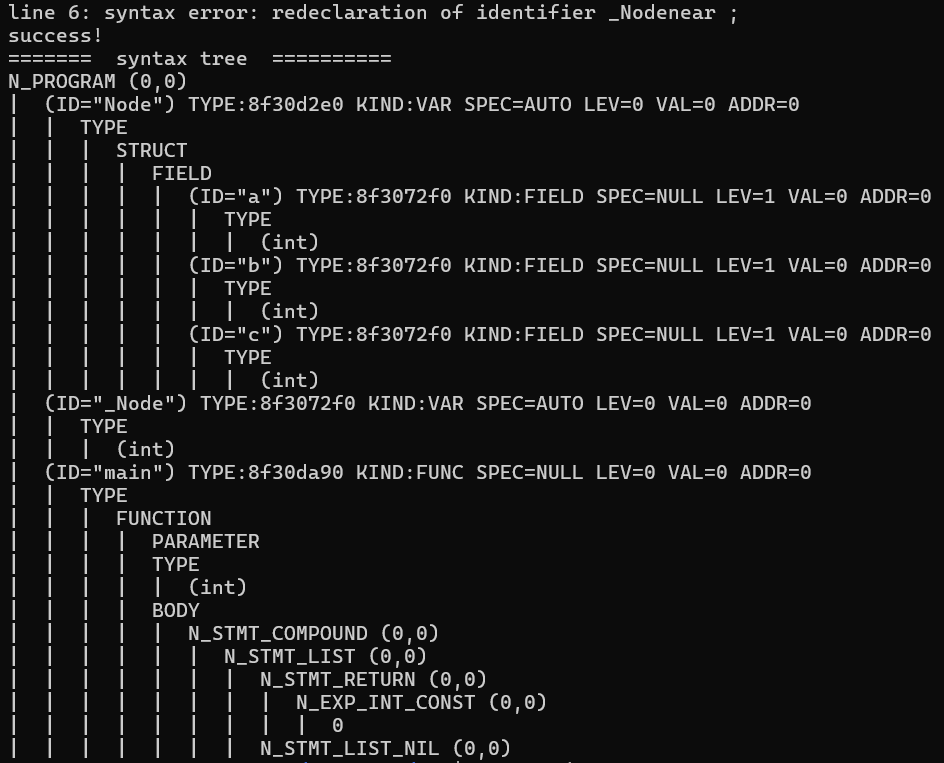 line 6: syntax error: redeclaration of identifier _Nodenear ;
success!
=======  syntax tree  ==========
N_PROGRAM (0,0)
|  (ID="Node") TYPE:8f30d2e0 KIND:VAR SPEC=AUTO LEV=0 VAL=0 ADDR=0
|  |  TYPE
|  |  |  STRUCT
|  |  |  |  FIELD
|  |  |  |  |  (ID="a") TYPE:8f3072f0 KIND:FIELD SPEC=NULL LEV=1 VAL=0 ADDR=0
|  |  |  |  |  |  TYPE
|  |  |  |  |  |  |  (int)
|  |  |  |  |  (ID="b") TYPE:8f3072f0 KIND:FIELD SPEC=NULL LEV=1 VAL=0 ADDR=0
|  |  |  |  |  |  TYPE
|  |  |  |  |  |  |  (int)
|  |  |  |  |  (ID="c") TYPE:8f3072f0 KIND:FIELD SPEC=NULL LEV=1 VAL=0 ADDR=0
|  |  |  |  |  |  TYPE
|  |  |  |  |  |  |  (int)
|  (ID="_Node") TYPE:8f3072f0 KIND:VAR SPEC=AUTO LEV=0 VAL=0 ADDR=0
|  |  TYPE
|  |  |  (int)
|  (ID="main") TYPE:8f30da90 KIND:FUNC SPEC=NULL LEV=0 VAL=0 ADDR=0
|  |  TYPE
|  |  |  FUNCTION
|  |  |  |  PARAMETER
|  |  |  |  TYPE
|  |  |  |  |  (int)
|  |  |  |  BODY
|  |  |  |  |  N_STMT_COMPOUND (0,0)
|  |  |  |  |  |  N_STMT_LIST (0,0)
|  |  |  |  |  |  |  N_STMT_RETURN (0,0)
|  |  |  |  |  |  |  |  N_EXP_INT_CONST (0,0)
|  |  |  |  |  |  |  |  |  0
|  |  |  |  |  |  |  N_STMT_LIST_NIL (0,0)